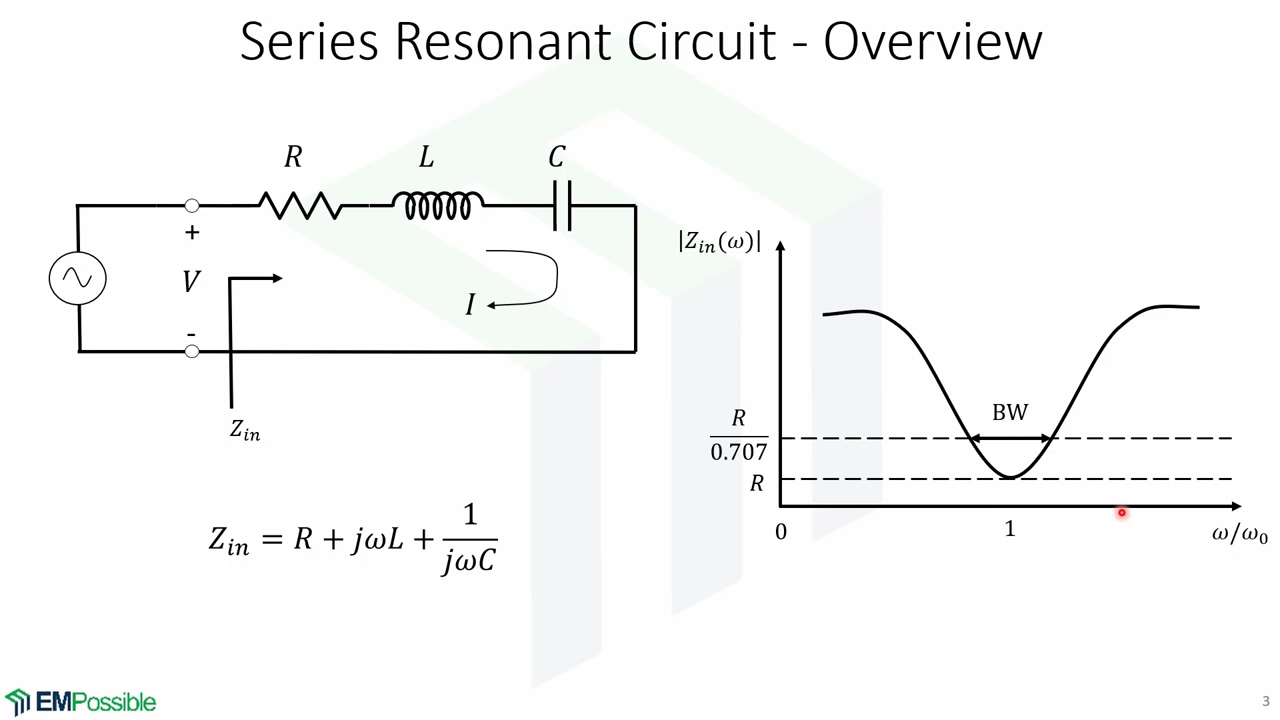 Series Resonant Circuit - Overview
R L C
+
V
-
I
Z_in
Z_in = R + jωL + 1/jωC
|Z_in(ω)|
BW
R/0.707
R
0 1 ω/ω_0
EMPossible
3